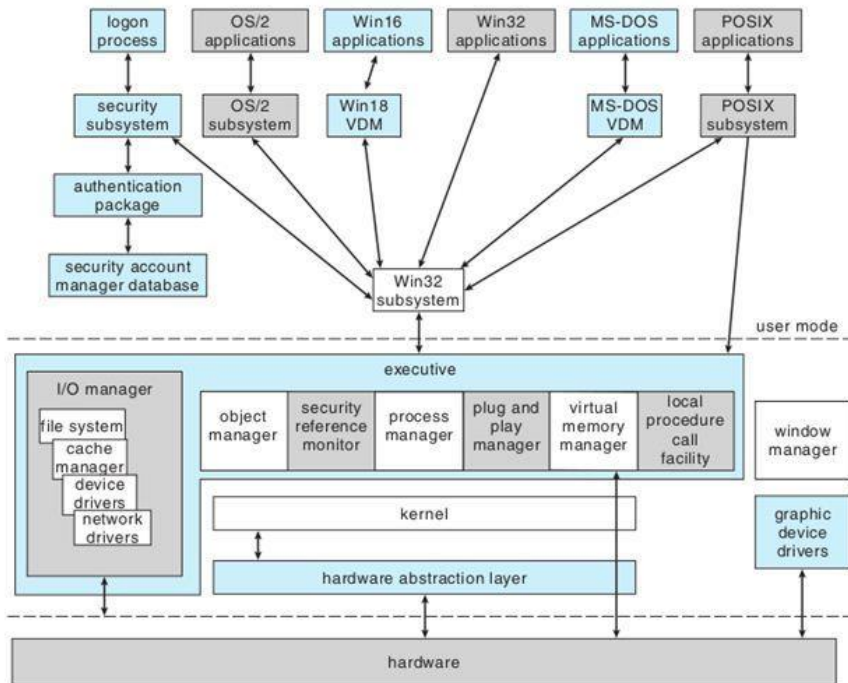 logon
process
OS/2
applications
Win16
applications
Win32
applications
MS-DOS
applications
POSIX
applications
security
subsystem
OS/2
subsystem
Win18
VDM
MS-DOS
VDM
POSIX
subsystem
authentication
package
security account
manager database
Win32
subsystem
user mode
executive
I/O manager
file system
cache
manager
device
drivers
network
drivers
object
manager
security
reference
monitor
process
manager
plug and
play
manager
virtual
memory
manager
local
procedure
call
facility
window
manager
kernel
graphic
device
drivers
hardware abstraction layer
hardware